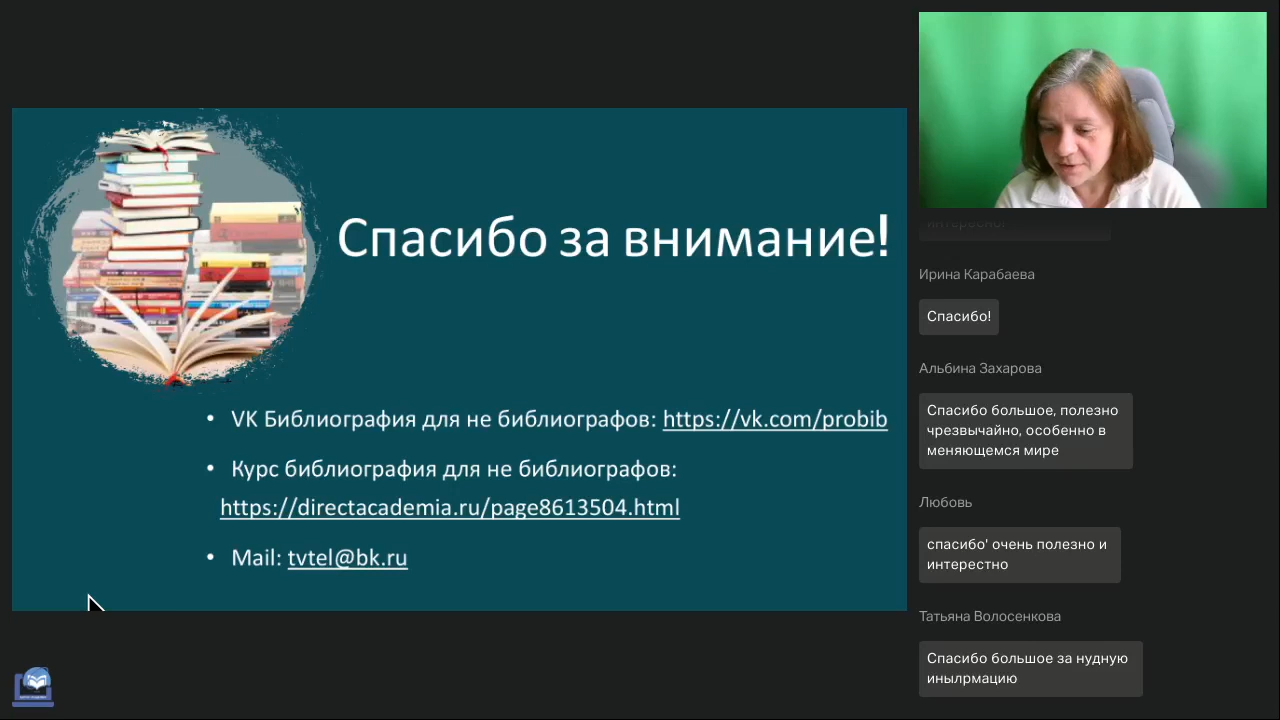 Спасибо за внимание!
• VK Библиография для не библиографов: https://vk.com/probib
• Курс библиография для не библиографов:
https://directacademia.ru/page8613504.html
• Mail: tvtel@bk.ru
интересно!
Ирина Карабаева
Спасибо!
Альбина Захарова
Спасибо большое, полезно
чрезвычайно, особенно в
меняющемся мире
Любовь
спасибо' очень полезно и
интерестно
Татьяна Волосенкова
Спасибо большое за нудную
инылрмацию